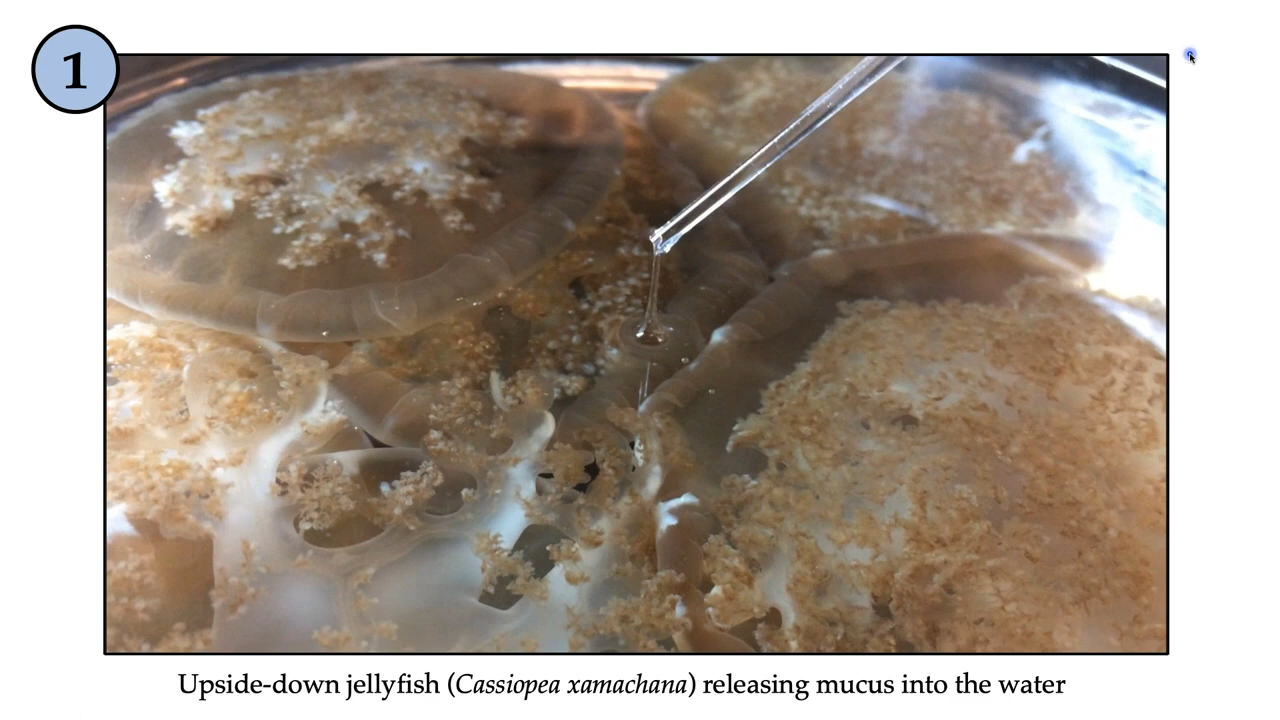 1
Upside-down jellyfish (Cassiopea xamachana) releasing mucus into the water